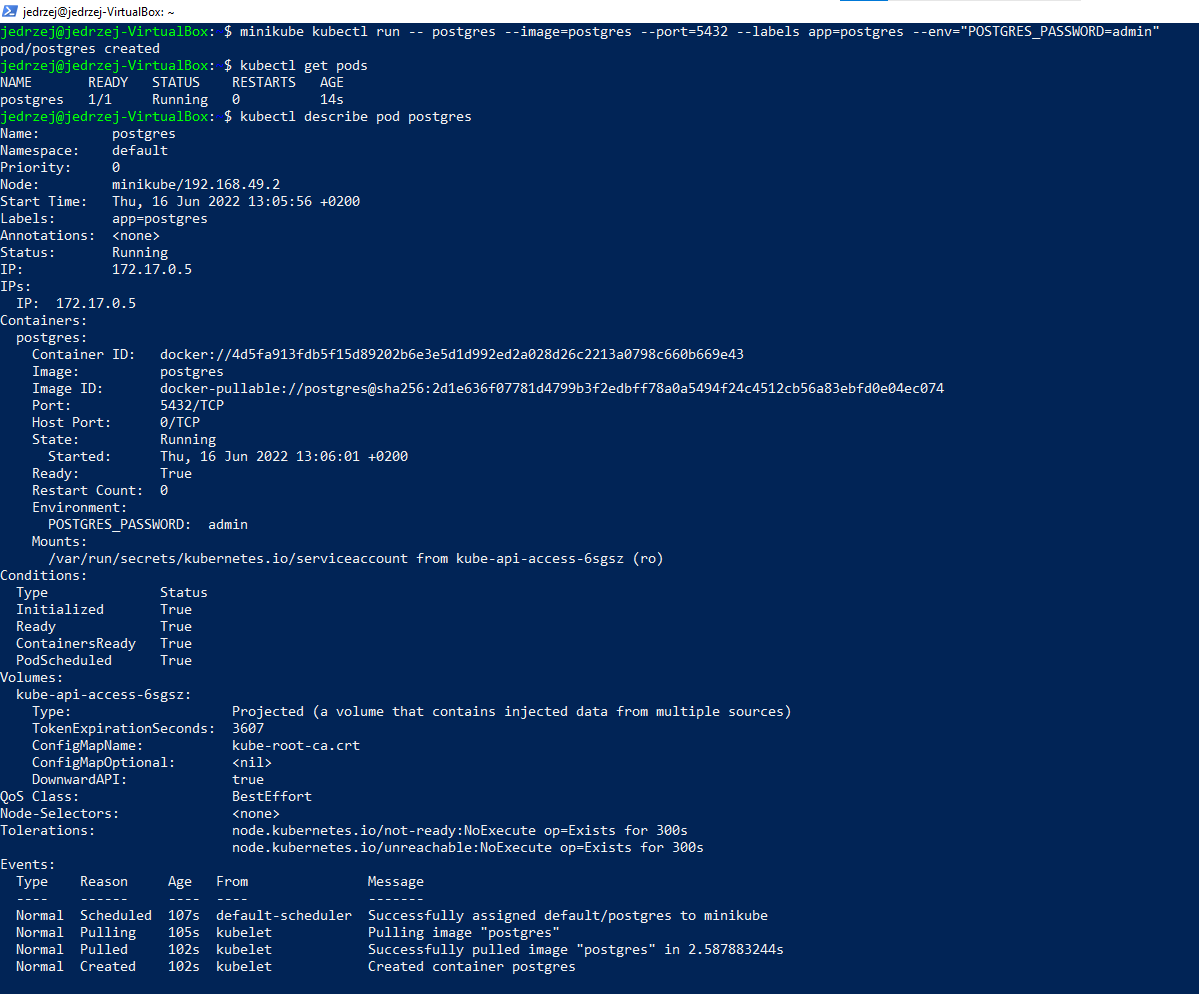 jedrzej@jedrzej-VirtualBox: ~
jedrzej@jedrzej-VirtualBox:~$ minikube kubectl run -- postgres --image=postgres --port=5432 --labels app=postgres --env="POSTGRES_PASSWORD=admin"
pod/postgres created
jedrzej@jedrzej-VirtualBox:~$ kubectl get pods
NAME       READY   STATUS    RESTARTS   AGE
postgres   1/1     Running   0          14s
jedrzej@jedrzej-VirtualBox:~$ kubectl describe pod postgres
Name:         postgres
Namespace:    default
Priority:     0
Node:         minikube/192.168.49.2
Start Time:   Thu, 16 Jun 2022 13:05:56 +0200
Labels:       app=postgres
Annotations:  <none>
Status:       Running
IP:           172.17.0.5
IPs:
  IP:  172.17.0.5
Containers:
  postgres:
    Container ID:   docker://4d5fa913fdb5f15d89202b6e3e5d1d992ed2a028d26c2213a0798c660b669e43
    Image:          postgres
    Image ID:       docker-pullable://postgres@sha256:2d1e636f07781d4799b3f2edbff78a0a5494f24c4512cb56a83ebfd0e04ec074
    Port:           5432/TCP
    Host Port:      0/TCP
    State:          Running
      Started:      Thu, 16 Jun 2022 13:06:01 +0200
    Ready:          True
    Restart Count:  0
    Environment:
      POSTGRES_PASSWORD:  admin
    Mounts:
      /var/run/secrets/kubernetes.io/serviceaccount from kube-api-access-6sgsz (ro)
Conditions:
  Type              Status
  Initialized       True
  Ready             True
  ContainersReady   True
  PodScheduled      True
Volumes:
  kube-api-access-6sgsz:
    Type:                    Projected (a volume that contains injected data from multiple sources)
    TokenExpirationSeconds:  3607
    ConfigMapName:           kube-root-ca.crt
    ConfigMapOptional:       <nil>
    DownwardAPI:             true
QoS Class:                   BestEffort
Node-Selectors:              <none>
Tolerations:                 node.kubernetes.io/not-ready:NoExecute op=Exists for 300s
                             node.kubernetes.io/unreachable:NoExecute op=Exists for 300s
Events:
  Type    Reason     Age   From               Message
  ----    ------     ----  ----               -------
  Normal  Scheduled  107s  default-scheduler  Successfully assigned default/postgres to minikube
  Normal  Pulling    105s  kubelet            Pulling image "postgres"
  Normal  Pulled     102s  kubelet            Successfully pulled image "postgres" in 2.587883244s
  Normal  Created    102s  kubelet            Created container postgres